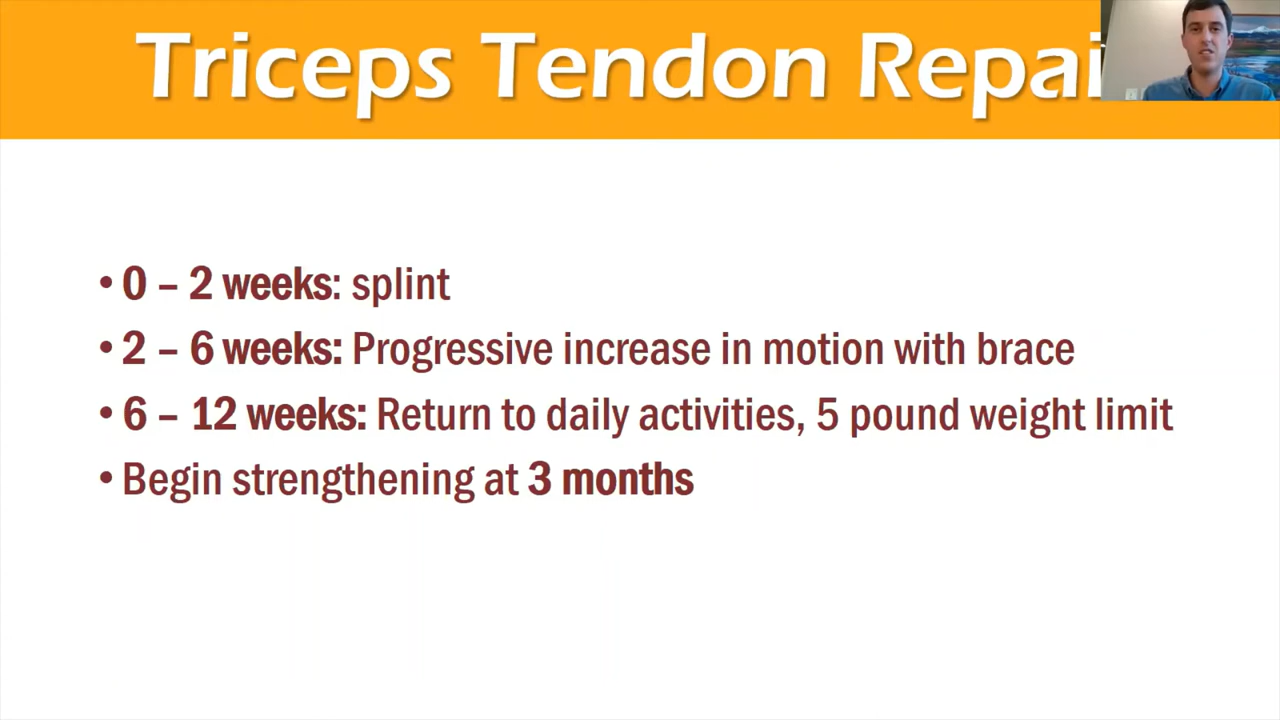 Triceps Tendon Repai
• 0 – 2 weeks: splint
• 2 – 6 weeks: Progressive increase in motion with brace
• 6 – 12 weeks: Return to daily activities, 5 pound weight limit
• Begin strengthening at 3 months